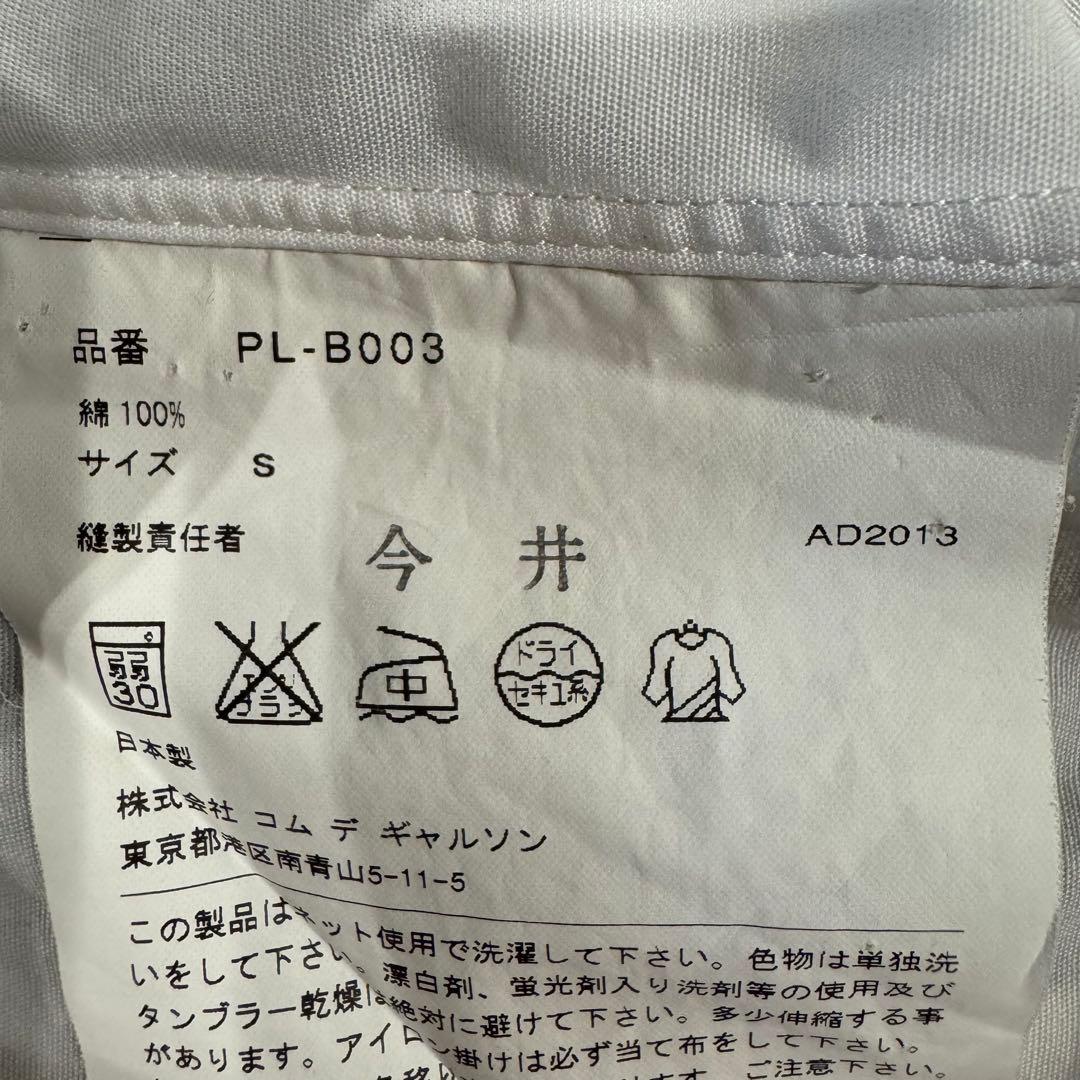 品番 PL-B003
綿 100%
サイズ S
縫製責任者 今井 AD2013
弱
30
中
ドライ
セキユ系
日本製
株式会社 コム デ ギャルソン
東京都港区南青山5-11-5
この製品はネット使用で洗濯して下さい。色物は単独洗
いをして下さい。漂白剤、蛍光剤入り洗剤等の使用及び
タンブラー乾燥は絶対に避けて下さい。多少伸縮する事
があります。アイロン掛けは必ず当て布をして下さい。
ご注意下さい。